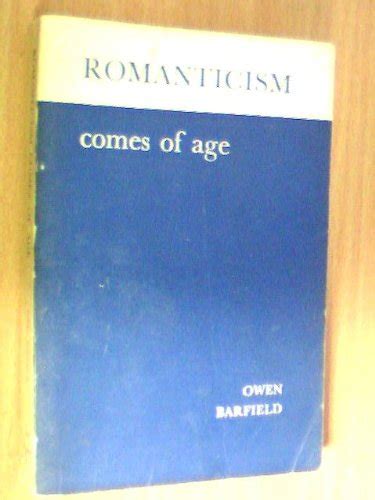 ROMANTICISM
comes of age
OWEN
BARFIELD